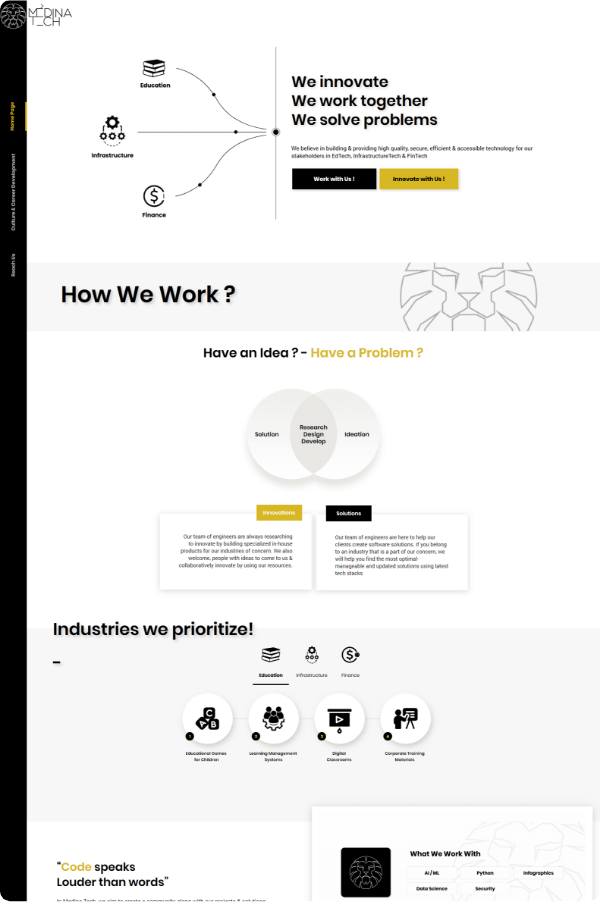 MEDINA
TECH
Home Page
Culture & Career Development
Reach Us
Education
Infrastructure
Finance
We innovate
We work together
We solve problems
We believe in building & providing high quality, secure, efficient & accessible technology for our
stakeholders in EdTech, InfrastructureTech & FinTech
Work with Us !
Innovate with Us !
How We Work ?
Have an Idea ? - Have a Problem ?
Solution
Research
Design
Develop
Ideation
Innovations
Our team of engineers are always researching
to innovate by building specialized in-house
products for our industries of concern. We also
welcome, people with ideas to come to us &
collaboratively innovate by using our resources.
Solutions
Our team of engineers are here to help our
clients create software solutions. If you belong
to an industry that is a part of our concern, we
will help you find the most optimal-
manageable and updated solutions using latest
tech stacks
Industries we prioritize!
Education
Infrastructure
Finance
A C B
1
2
3
4
Educational Games
for Children
Learning Management
Systems
Digital
Classrooms
Corporate Training
Materials
"Code speaks
Louder than words"
What We Work With
AI / ML
Python
Infographics
Data Science
Security